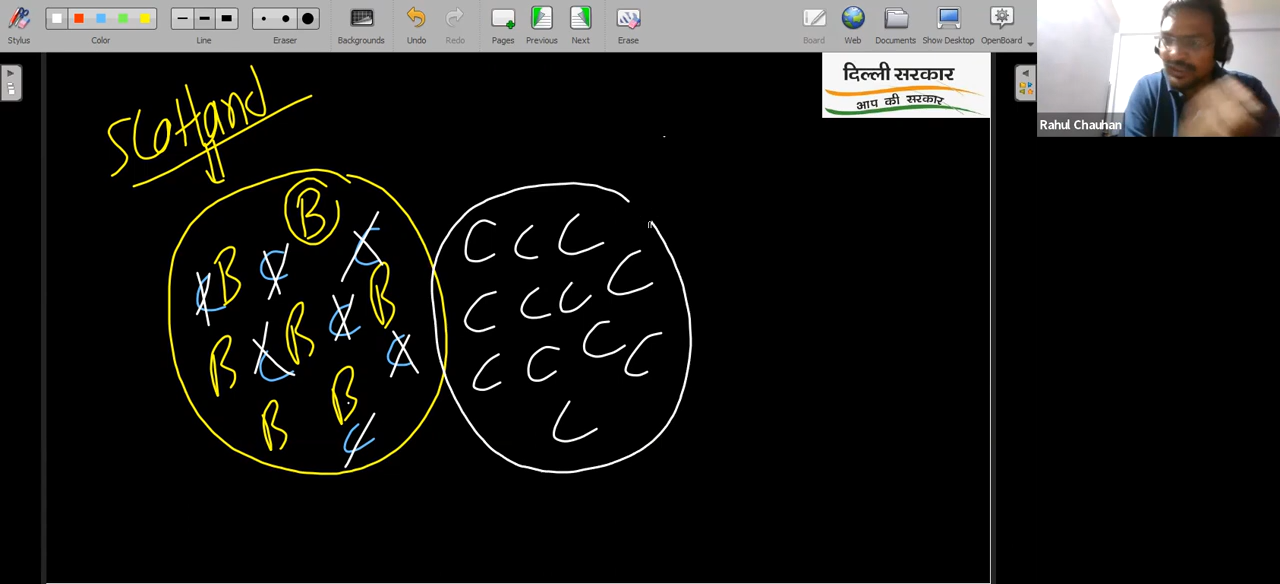 Stylus
Color
Line
Eraser
Backgrounds
Undo
Redo
Pages
Previous
Next
Erase
Board
Web
Documents
Show Desktop
OpenBoard
दिल्ली सरकार
आप की सरकार
Rahul Chauhan
Scotland
B
B C C
C C B
B C B C
B B
C
C C C
C
C C C
C C C C
C